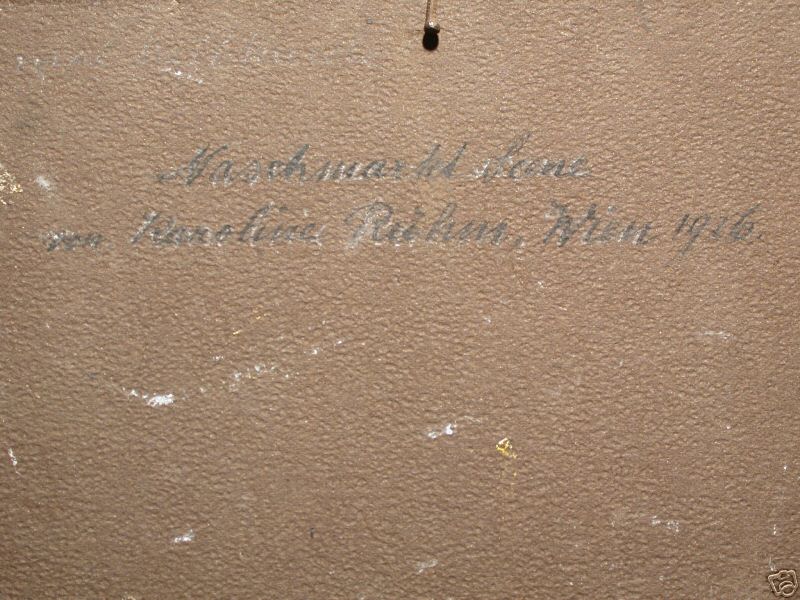 Naschmarkt Scene
von Karoline Rühm, Wien 1916.